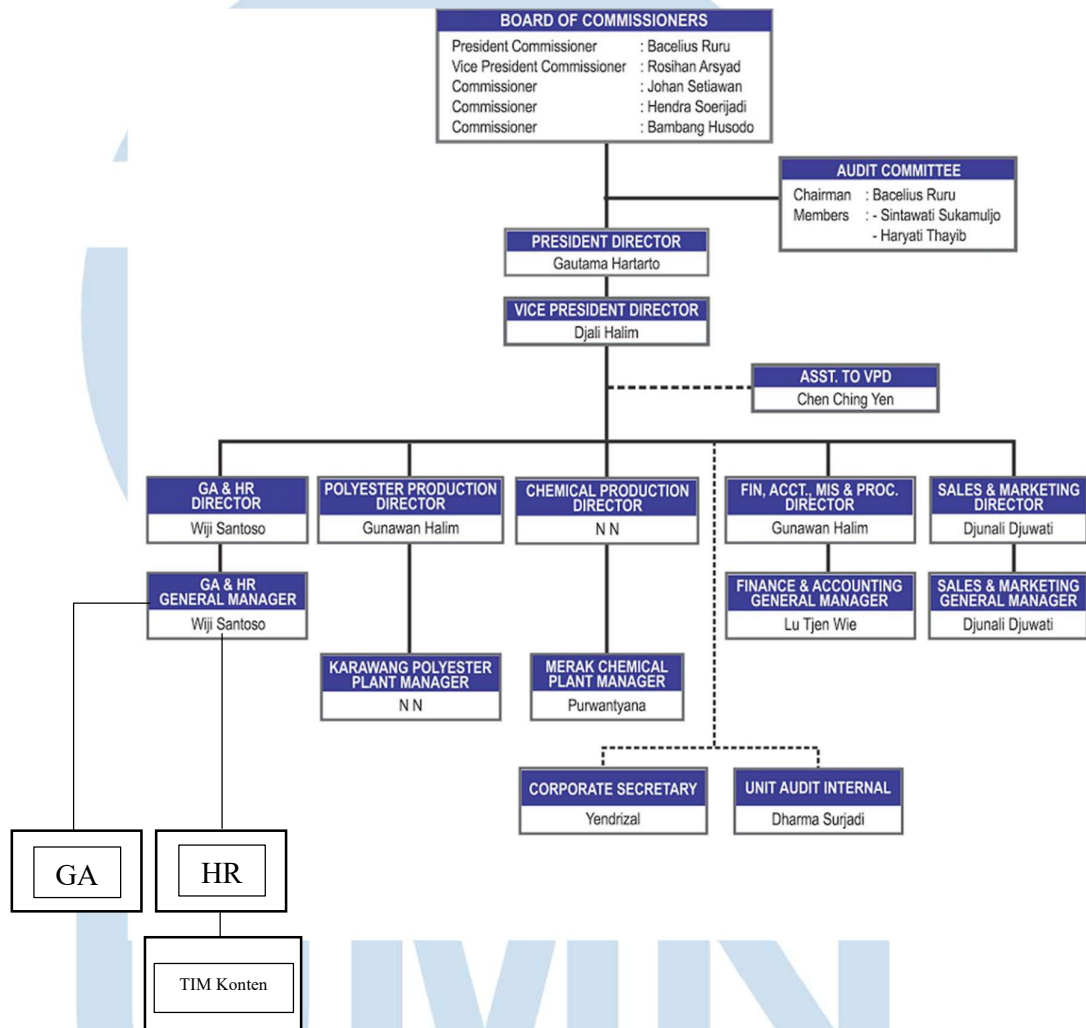 BOARD OF COMMISSIONERS
President Commissioner : Bacelius Ruru
Vice President Commissioner : Rosihan Arsyad
Commissioner : Johan Setiawan
Commissioner : Hendra Soerijadi
Commissioner : Bambang Husodo
AUDIT COMMITTEE
Chairman : Bacelius Ruru
Members : - Sintawati Sukamuljo
- Haryati Thayib
PRESIDENT DIRECTOR
Gautama Hartarto
VICE PRESIDENT DIRECTOR
Djali Halim
ASST. TO VPD
Chen Ching Yen
GA & HR
DIRECTOR
Wiji Santoso
POLYESTER PRODUCTION
DIRECTOR
Gunawan Halim
CHEMICAL PRODUCTION
DIRECTOR
N N
FIN, ACCT., MIS & PROC.
DIRECTOR
Gunawan Halim
SALES & MARKETING
DIRECTOR
Djunali Djuwati
GA & HR
GENERAL MANAGER
Wiji Santoso
FINANCE & ACCOUNTING
GENERAL MANAGER
Lu Tjen Wie
SALES & MARKETING
GENERAL MANAGER
Djunali Djuwati
KARAWANG POLYESTER
PLANT MANAGER
N N
MERAK CHEMICAL
PLANT MANAGER
Purwantyana
CORPORATE SECRETARY
Yendrizal
UNIT AUDIT INTERNAL
Dharma Surjadi
GA
HR
TIM Konten